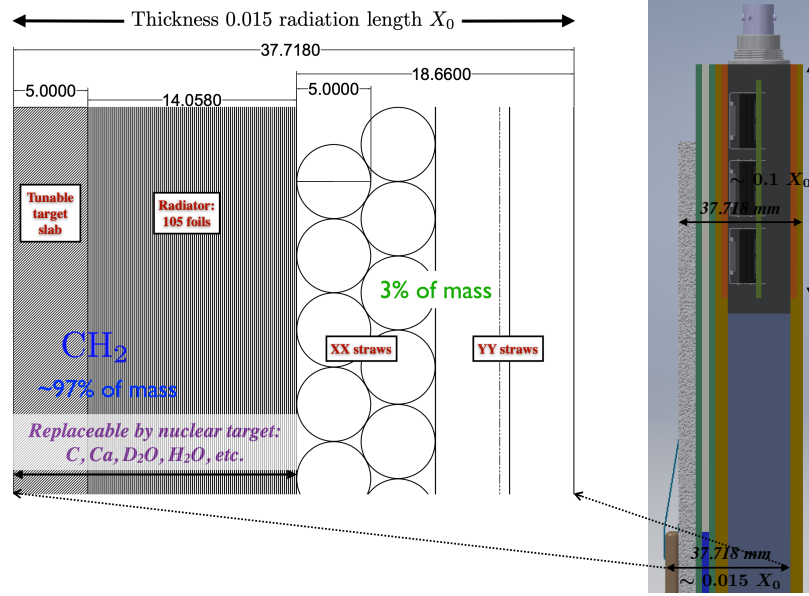 Thickness 0.015 radiation length X₀
37.7180
18.6600
5.0000
14.0580
5.0000
Tunable
target
slab
Radiator:
105 foils
3% of mass
CH₂
~97% of mass
XX straws
YY straws
Replaceable by nuclear target:
C, Ca, D₂O, H₂O, etc.
~ 0.1 X₀
37.718 mm
37.718 mm
~ 0.015 X₀